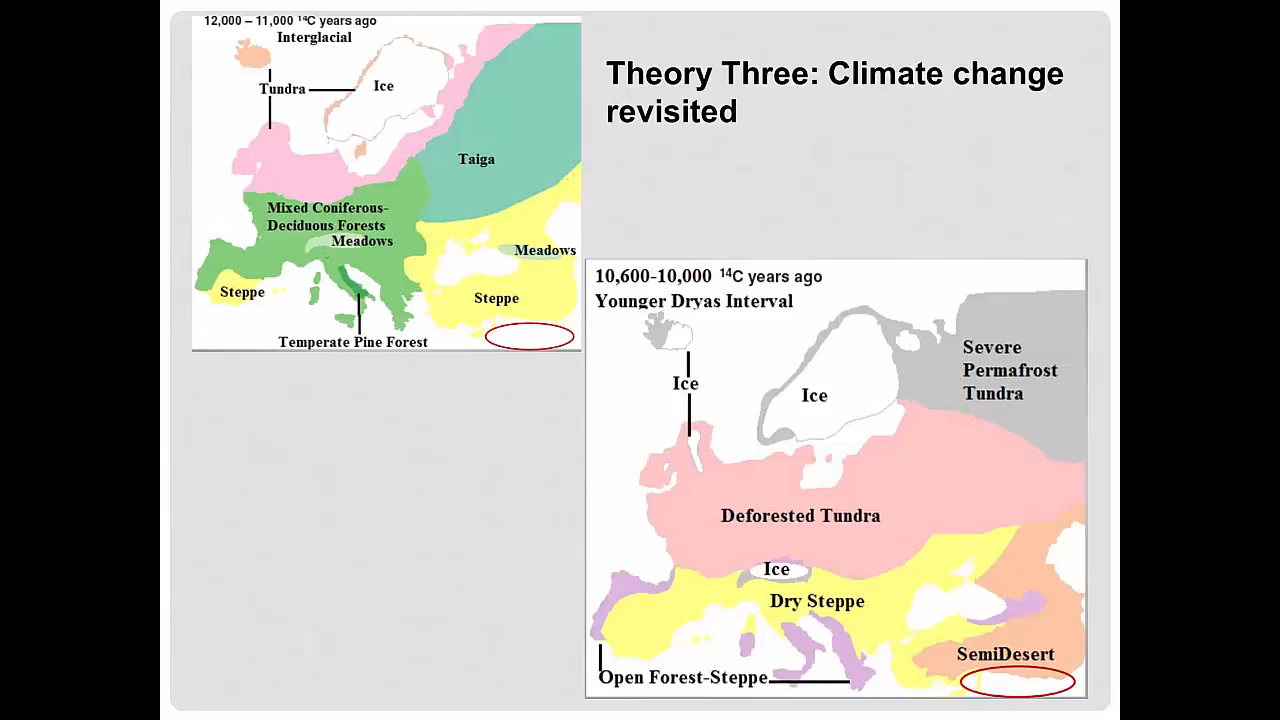 12,000 – 11,000 ¹⁴C years ago
Interglacial
Tundra
Ice
Taiga
Mixed Coniferous-
Deciduous Forests
Meadows
Meadows
Steppe
Steppe
Temperate Pine Forest
Theory Three: Climate change
revisited
10,600-10,000 ¹⁴C years ago
Younger Dryas Interval
Severe
Permafrost
Tundra
Ice
Ice
Deforested Tundra
Ice
Dry Steppe
SemiDesert
Open Forest-Steppe